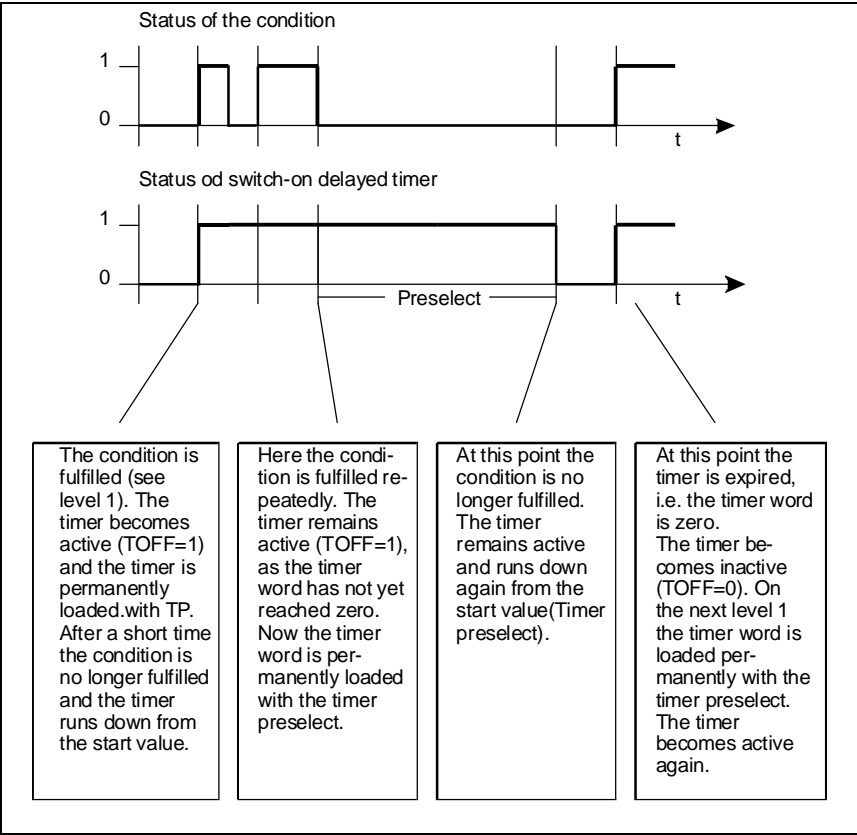 Status of the condition
1
0
t
Status od switch-on delayed timer
1
0
Preselect
t
The condition is
fulfilled (see
level 1). The
timer becomes
active (TOFF=1)
and the timer is
permanently
loaded.with TP.
After a short time
the condition is
no longer fulfilled
and the timer
runs down from
the start value.
Here the condi-
tion is fulfilled re-
peatedly. The
timer remains
active (TOFF=1),
as the timer
word has not yet
reached zero.
Now the timer
word is per-
manently loaded
with the timer
preselect.
At this point the
condition is no
longer fulfilled.
The timer
remains active
and runs down
again from the
start value(Timer
preselect).
At this point the
timer is expired,
i.e. the timer word
is zero.
The timer be-
comes inactive
(TOFF=0). On
the next level 1
the timer word is
loaded per-
manently with the
timer preselect.
The timer
becomes active
again.